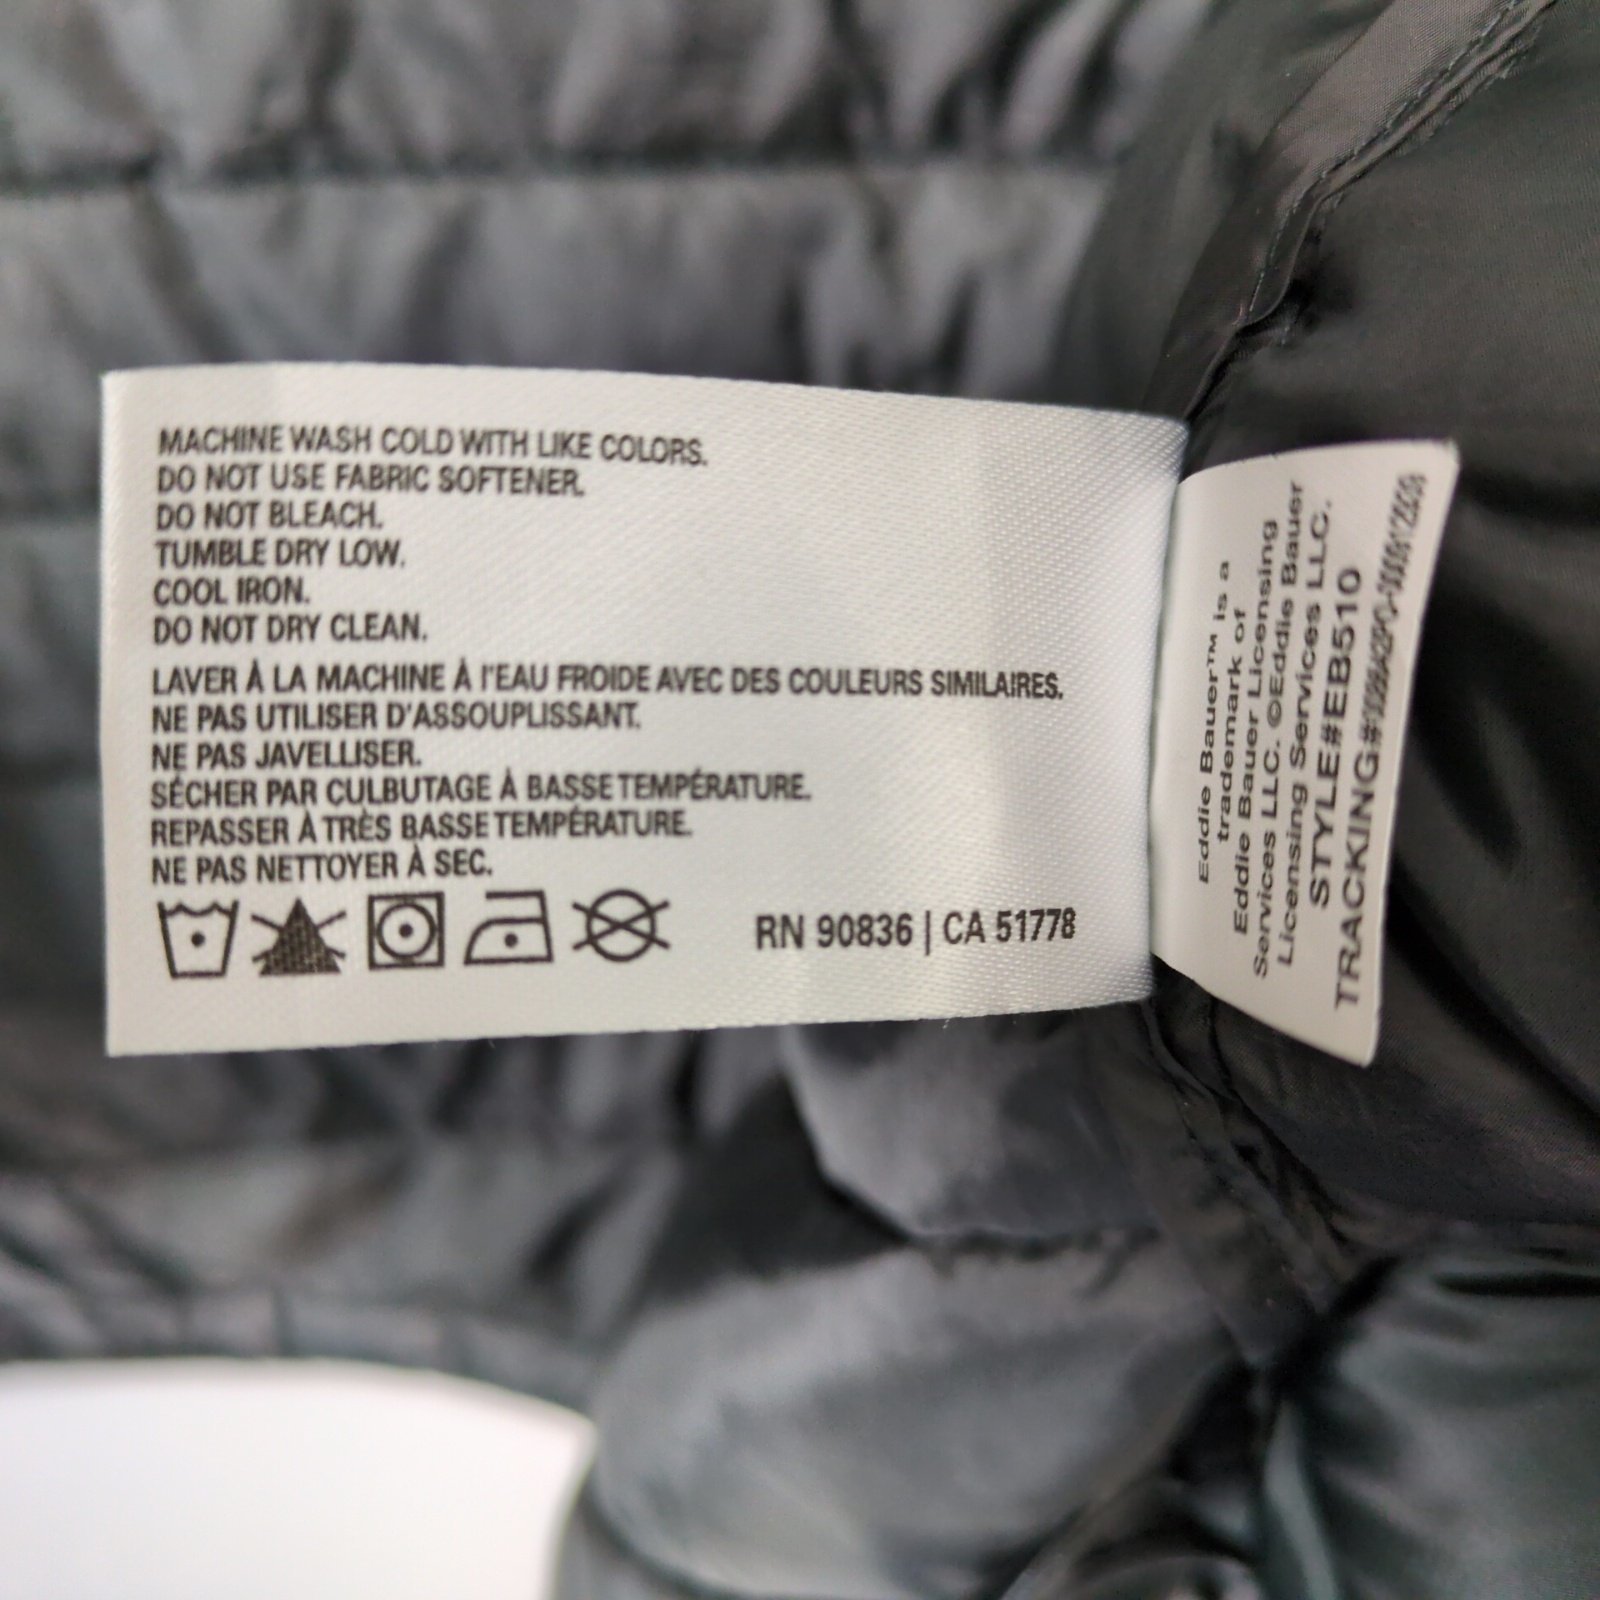 MACHINE WASH COLD WITH LIKE COLORS.
DO NOT USE FABRIC SOFTENER.
DO NOT BLEACH.
TUMBLE DRY LOW.
COOL IRON.
DO NOT DRY CLEAN.
LAVER À LA MACHINE À l'EAU FROIDE AVEC DES COULEURS SIMILAIRES.
NE PAS UTILISER D'ASSOUPLISSANT.
NE PAS JAVELLISER.
SÉCHER PAR CULBUTAGE À BASSE TEMPÉRATURE.
REPASSER À TRÈS BASSE TEMPÉRATURE.
NE PAS NETTOYER À SEC.
RN 90836 | CA 51778
Eddie Bauer™ is a
trademark of
Eddie Bauer Licensing
Services LLC. ©Eddie Bauer
Licensing Services LLC.
STYLE#EB510
TRACKING#